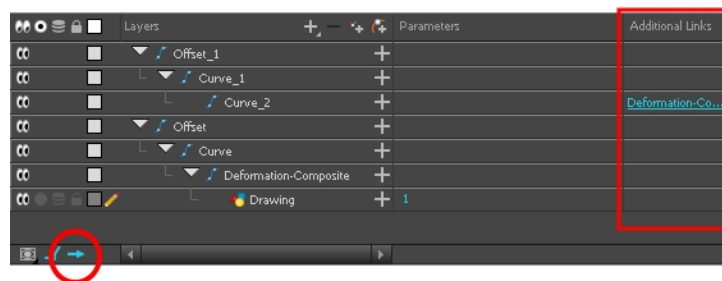 Layers Parameters Additional Links
Offset_1
Curve_1
Curve_2 Deformation-Co...
Offset
Curve
Deformation-Composite
Drawing 1